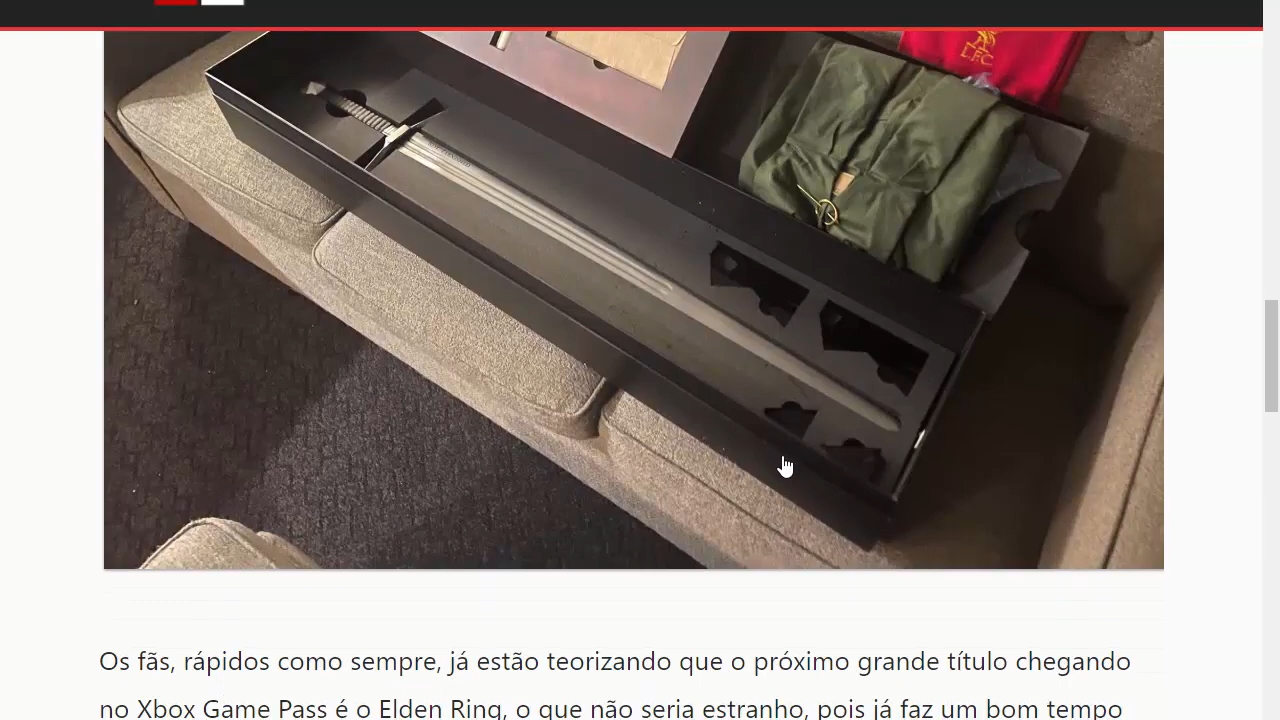 LFC
Os fãs, rápidos como sempre, já estão teorizando que o próximo grande título chegando
no Xbox Game Pass é o Elden Ring, o que não seria estranho, pois já faz um bom tempo